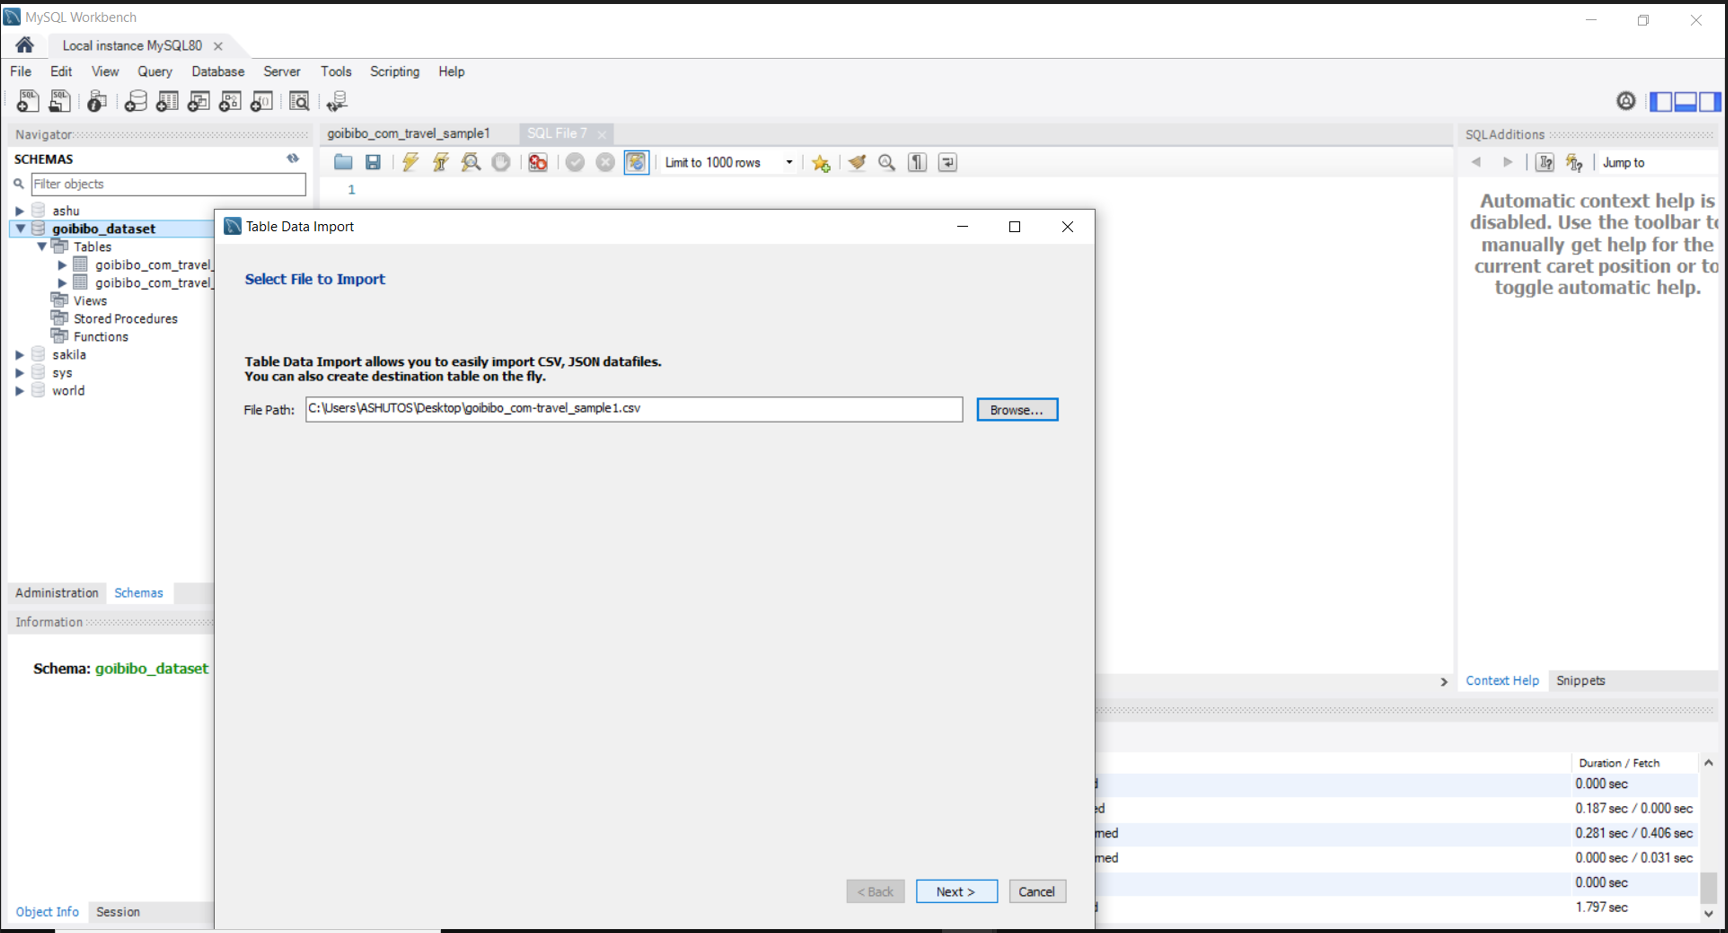 MySQL Workbench
Local instance MySQL80
File Edit View Query Database Server Tools Scripting Help
Navigator
SCHEMAS
Filter objects
ashu
goibibo_dataset
Tables
goibibo_com_travel_
goibibo_com_travel_
Views
Stored Procedures
Functions
sakila
sys
world
Administration Schemas
Information
Schema: goibibo_dataset
Object Info Session
goibibo_com_travel_sample1 SQL File 7
Limit to 1000 rows
1
Table Data Import
Select File to Import
Table Data Import allows you to easily import CSV, JSON datafiles.
You can also create destination table on the fly.
File Path: C:\Users\ASHUTOS\Desktop\goibibo_com-travel_sample1.csv Browse...
< Back Next > Cancel
SQLAdditions
Jump to
Automatic context help is
disabled. Use the toolbar to
manually get help for the
current caret position or to
toggle automatic help.
Context Help Snippets
Duration / Fetch
0.000 sec
ed 0.187 sec / 0.000 sec
med 0.281 sec / 0.406 sec
med 0.000 sec / 0.031 sec
0.000 sec
1.797 sec